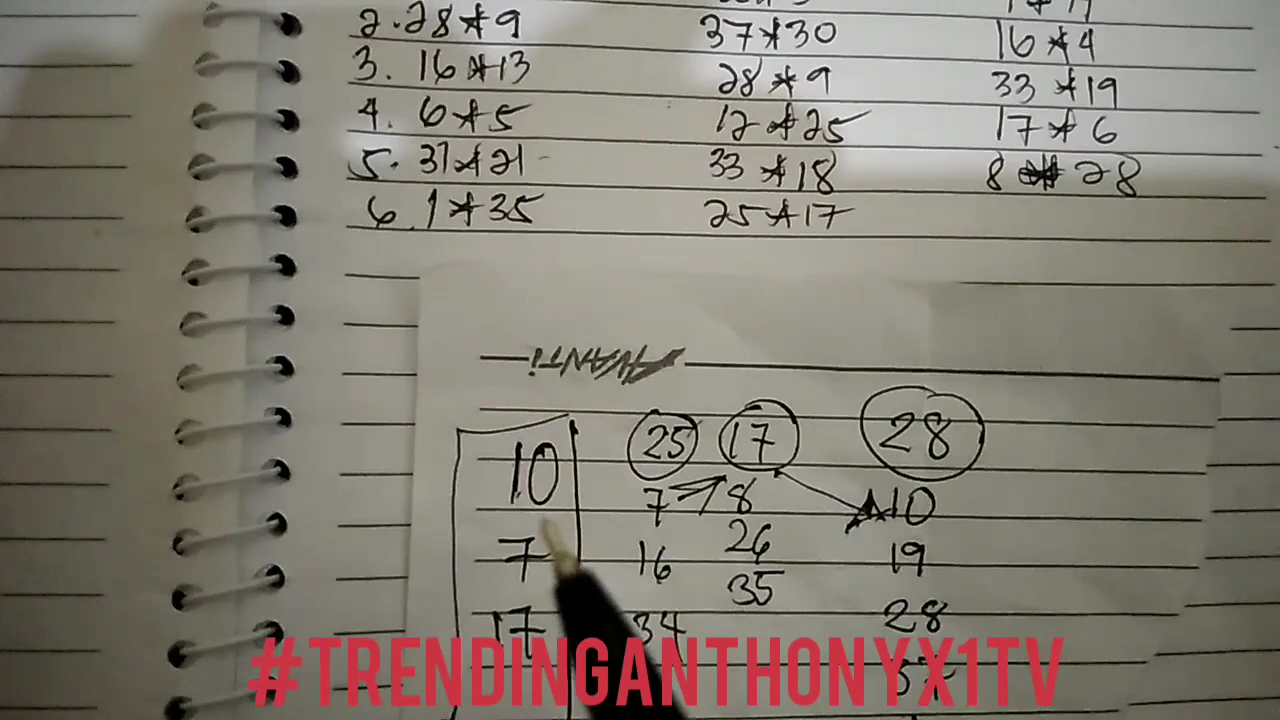 2. 28*9 37*30 16*4
3. 16*13 28*9 33*19
4. 6*5 12*25 17*6
5. 31*21 33*18 8* 28
6. 1*35 25*17
AVANTi
10 25 17 28
7 8 10
7 16 26 19
35
17 34 28
#TRENDINGANTHONYX1TV